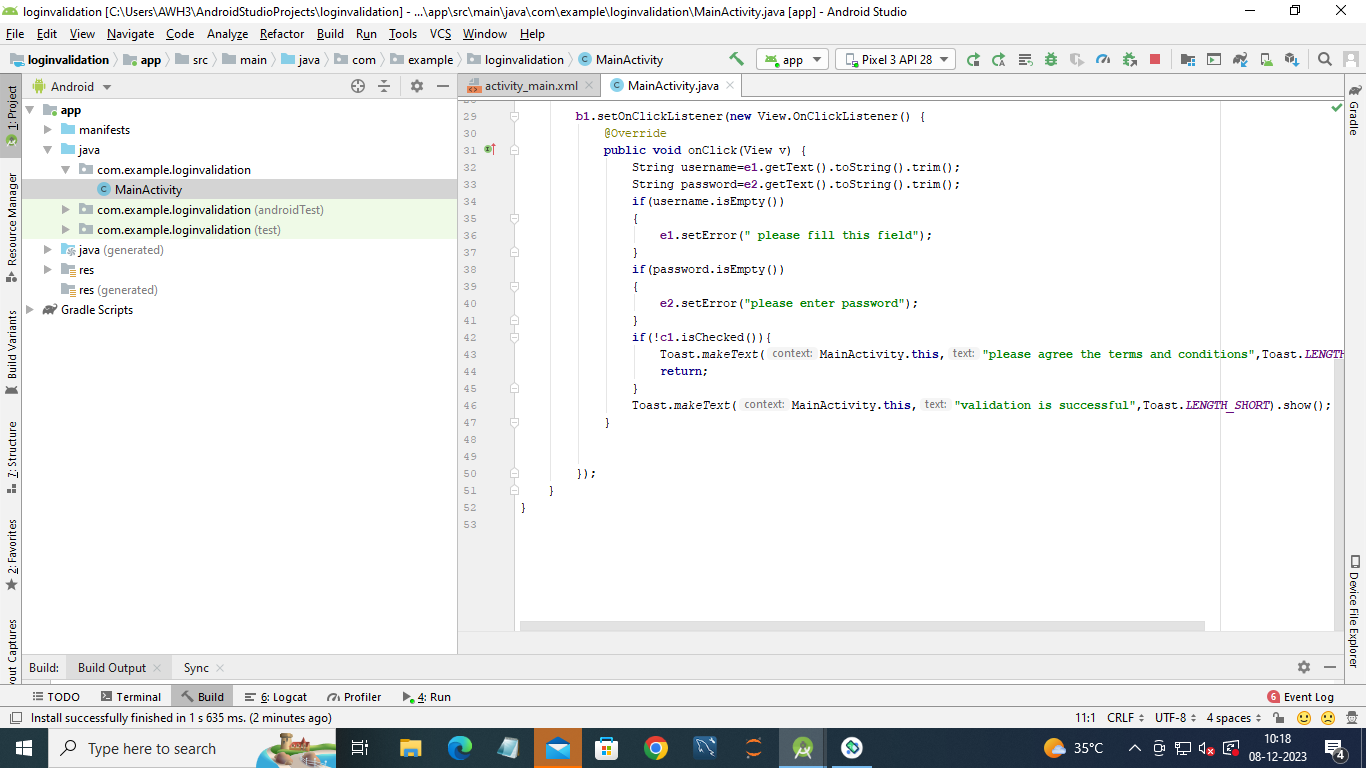 loginvalidation [C:\Users\AWH3\AndroidStudioProjects\loginvalidation] - ...\app\src\main\java\com\example\loginvalidation\MainActivity.java [app] - Android Studio
File Edit View Navigate Code Analyze Refactor Build Run Tools VCS Window Help
loginvalidation app src main java com example loginvalidation MainActivity app Pixel 3 API 28
1: Project
Resource Manager
Build Variants
7: Structure
2: Favorites
yout Captures
Android
app
manifests
java
com.example.loginvalidation
MainActivity
com.example.loginvalidation (androidTest)
com.example.loginvalidation (test)
java (generated)
res
res (generated)
Gradle Scripts
activity_main.xml MainActivity.java
29 b1.setOnClickListener(new View.OnClickListener() {
30 @Override
31 public void onClick(View v) {
32 String username=e1.getText().toString().trim();
33 String password=e2.getText().toString().trim();
34 if(username.isEmpty())
35 {
36 e1.setError(" please fill this field");
37 }
38 if(password.isEmpty())
39 {
40 e2.setError("please enter password");
41 }
42 if(!c1.isChecked()){
43 Toast.makeText( context: MainActivity.this, text: "please agree the terms and conditions",Toast.LENGTH
44 return;
45 }
46 Toast.makeText( context: MainActivity.this, text: "validation is successful",Toast.LENGTH_SHORT).show();
47 }
48
49
50 });
51 }
52 }
53
Gradle
Device File Explorer
Build: Build Output Sync
TODO Terminal Build 6: Logcat Profiler 4: Run 6 Event Log
Install successfully finished in 1 s 635 ms. (2 minutes ago) 11:1 CRLF UTF-8 4 spaces
Type here to search
35°C
10:18
08-12-2023
4